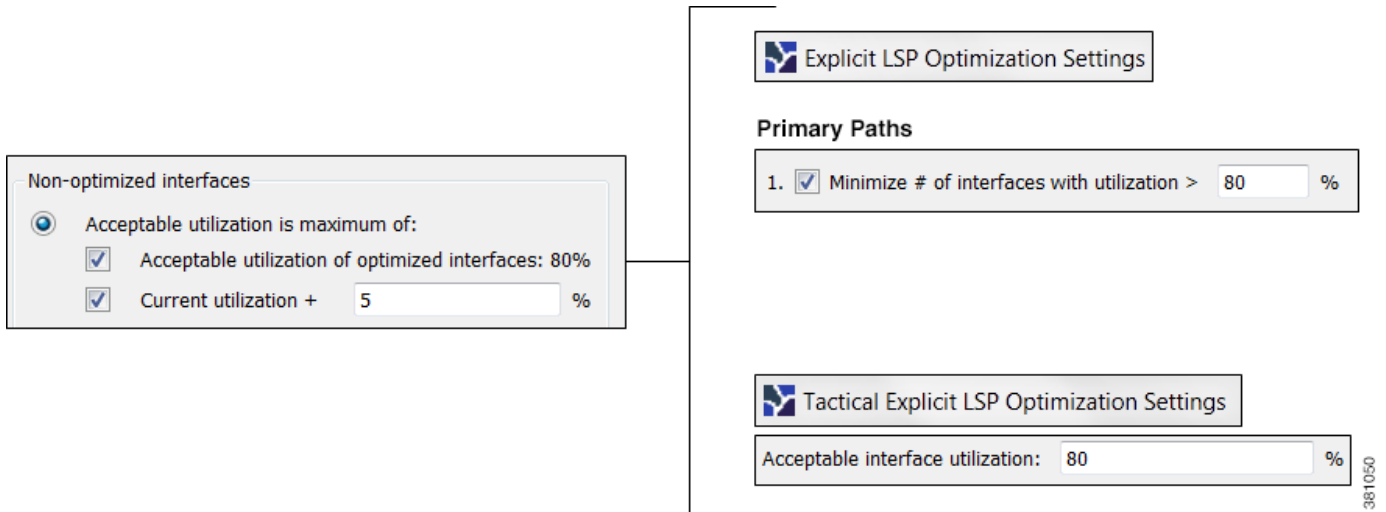 Non-optimized interfaces
Acceptable utilization is maximum of:
Acceptable utilization of optimized interfaces: 80%
Current utilization + 5 %
Explicit LSP Optimization Settings
Primary Paths
1. Minimize # of interfaces with utilization > 80 %
Tactical Explicit LSP Optimization Settings
Acceptable interface utilization: 80 %
381050